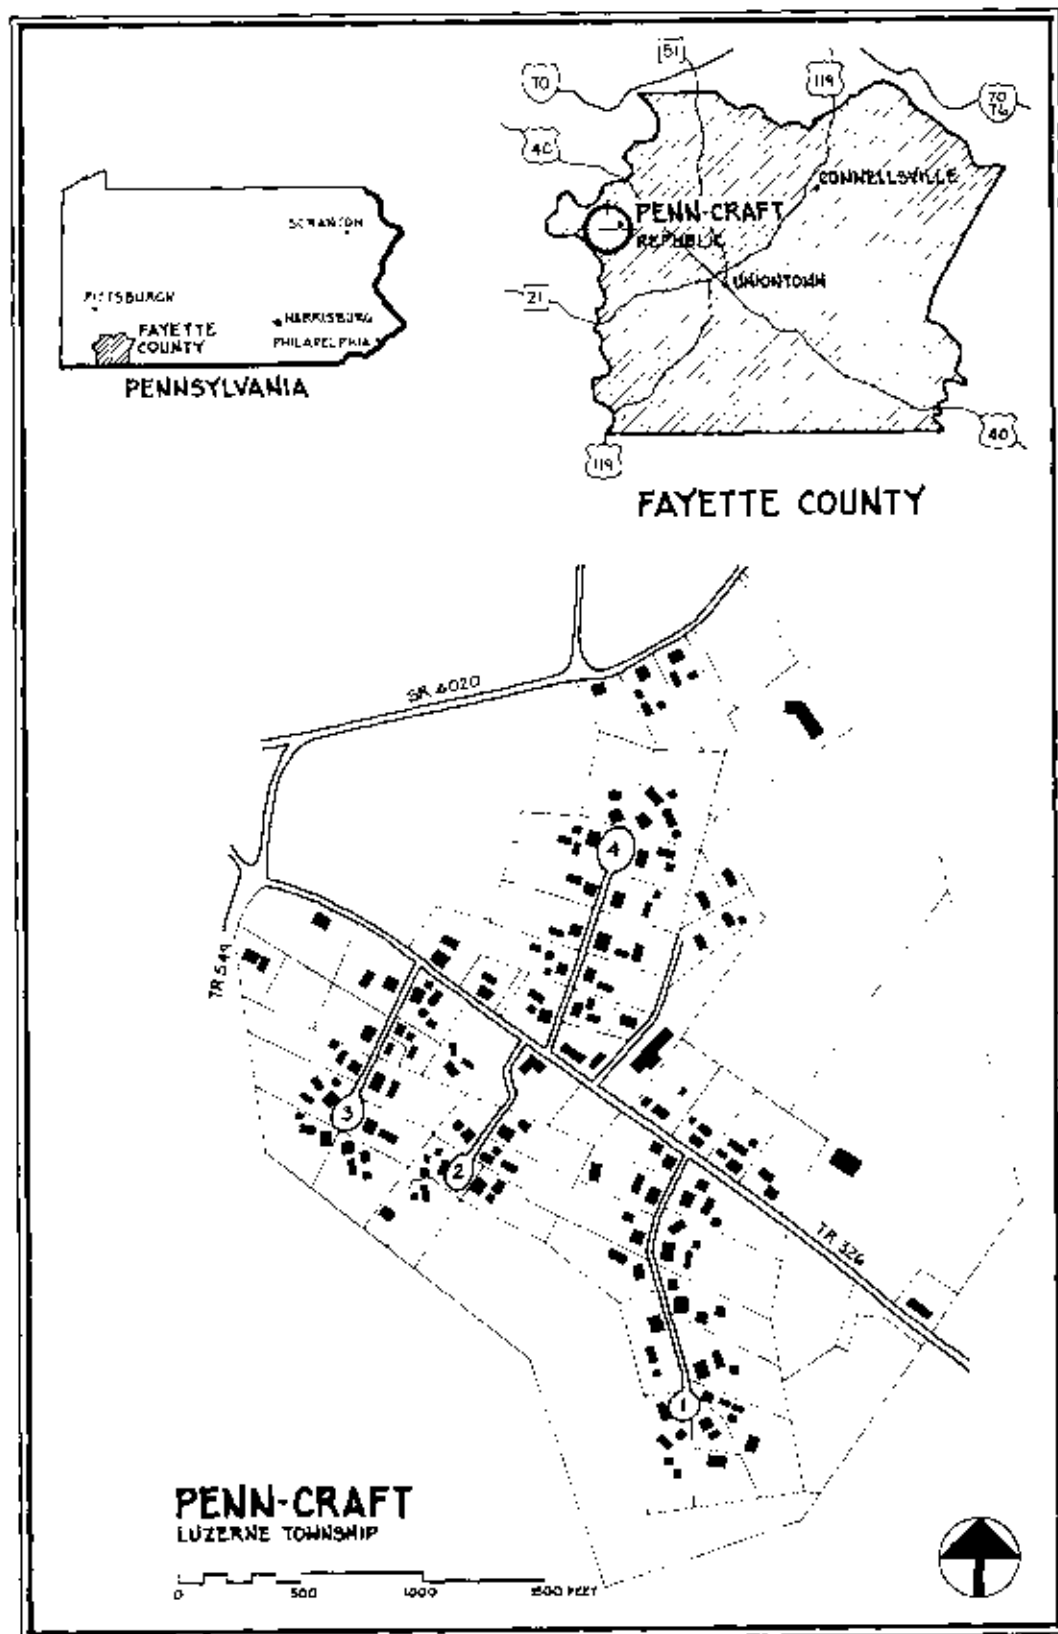 SCRANTON
PITTSBURGH
HARRISBURG
PHILADELPHIA
FAYETTE
COUNTY
PENNSYLVANIA
51
70
119
70
76
40
CONNELLSVILLE
PENN-CRAFT
REPUBLIC
UNIONTOWN
21
40
119
FAYETTE COUNTY
SR 4020
4
TR 549
3
2
TR 326
1
PENN-CRAFT
LUZERNE TOWNSHIP
0 500 1000 1500 FEET